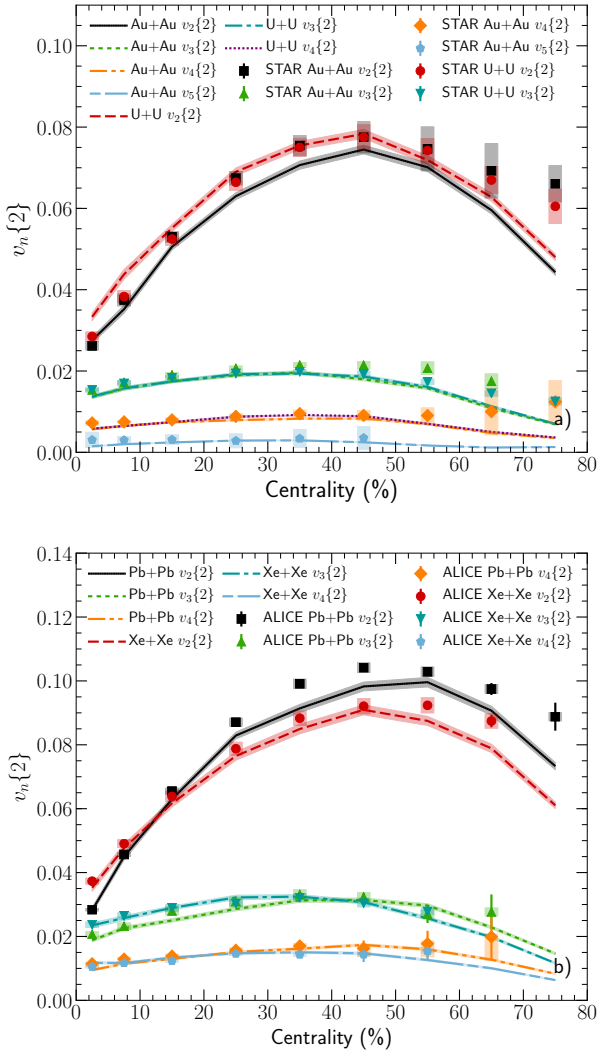 Au+Au v₂{2}
Au+Au v₃{2}
Au+Au v₄{2}
Au+Au v₅{2}
U+U v₂{2}
U+U v₃{2}
U+U v₄{2}
STAR Au+Au v₂{2}
STAR Au+Au v₃{2}
STAR Au+Au v₄{2}
STAR Au+Au v₅{2}
STAR U+U v₂{2}
STAR U+U v₃{2}
0.10
0.08
0.06
0.04
0.02
0.00
vₙ{2}
a)
0 10 20 30 40 50 60 70 80
Centrality (%)
Pb+Pb v₂{2}
Pb+Pb v₃{2}
Pb+Pb v₄{2}
Xe+Xe v₂{2}
Xe+Xe v₃{2}
Xe+Xe v₄{2}
ALICE Pb+Pb v₂{2}
ALICE Pb+Pb v₃{2}
ALICE Pb+Pb v₄{2}
ALICE Xe+Xe v₂{2}
ALICE Xe+Xe v₃{2}
ALICE Xe+Xe v₄{2}
0.14
0.12
0.10
0.08
0.06
0.04
0.02
0.00
vₙ{2}
b)
0 10 20 30 40 50 60 70 80
Centrality (%)